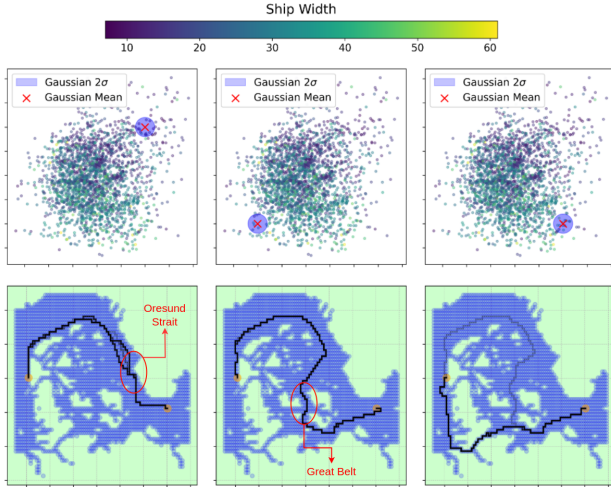 Ship Width
10 20 30 40 50 60
Gaussian 2σ
Gaussian Mean
Gaussian 2σ
Gaussian Mean
Gaussian 2σ
Gaussian Mean
Oresund
Strait
Great Belt